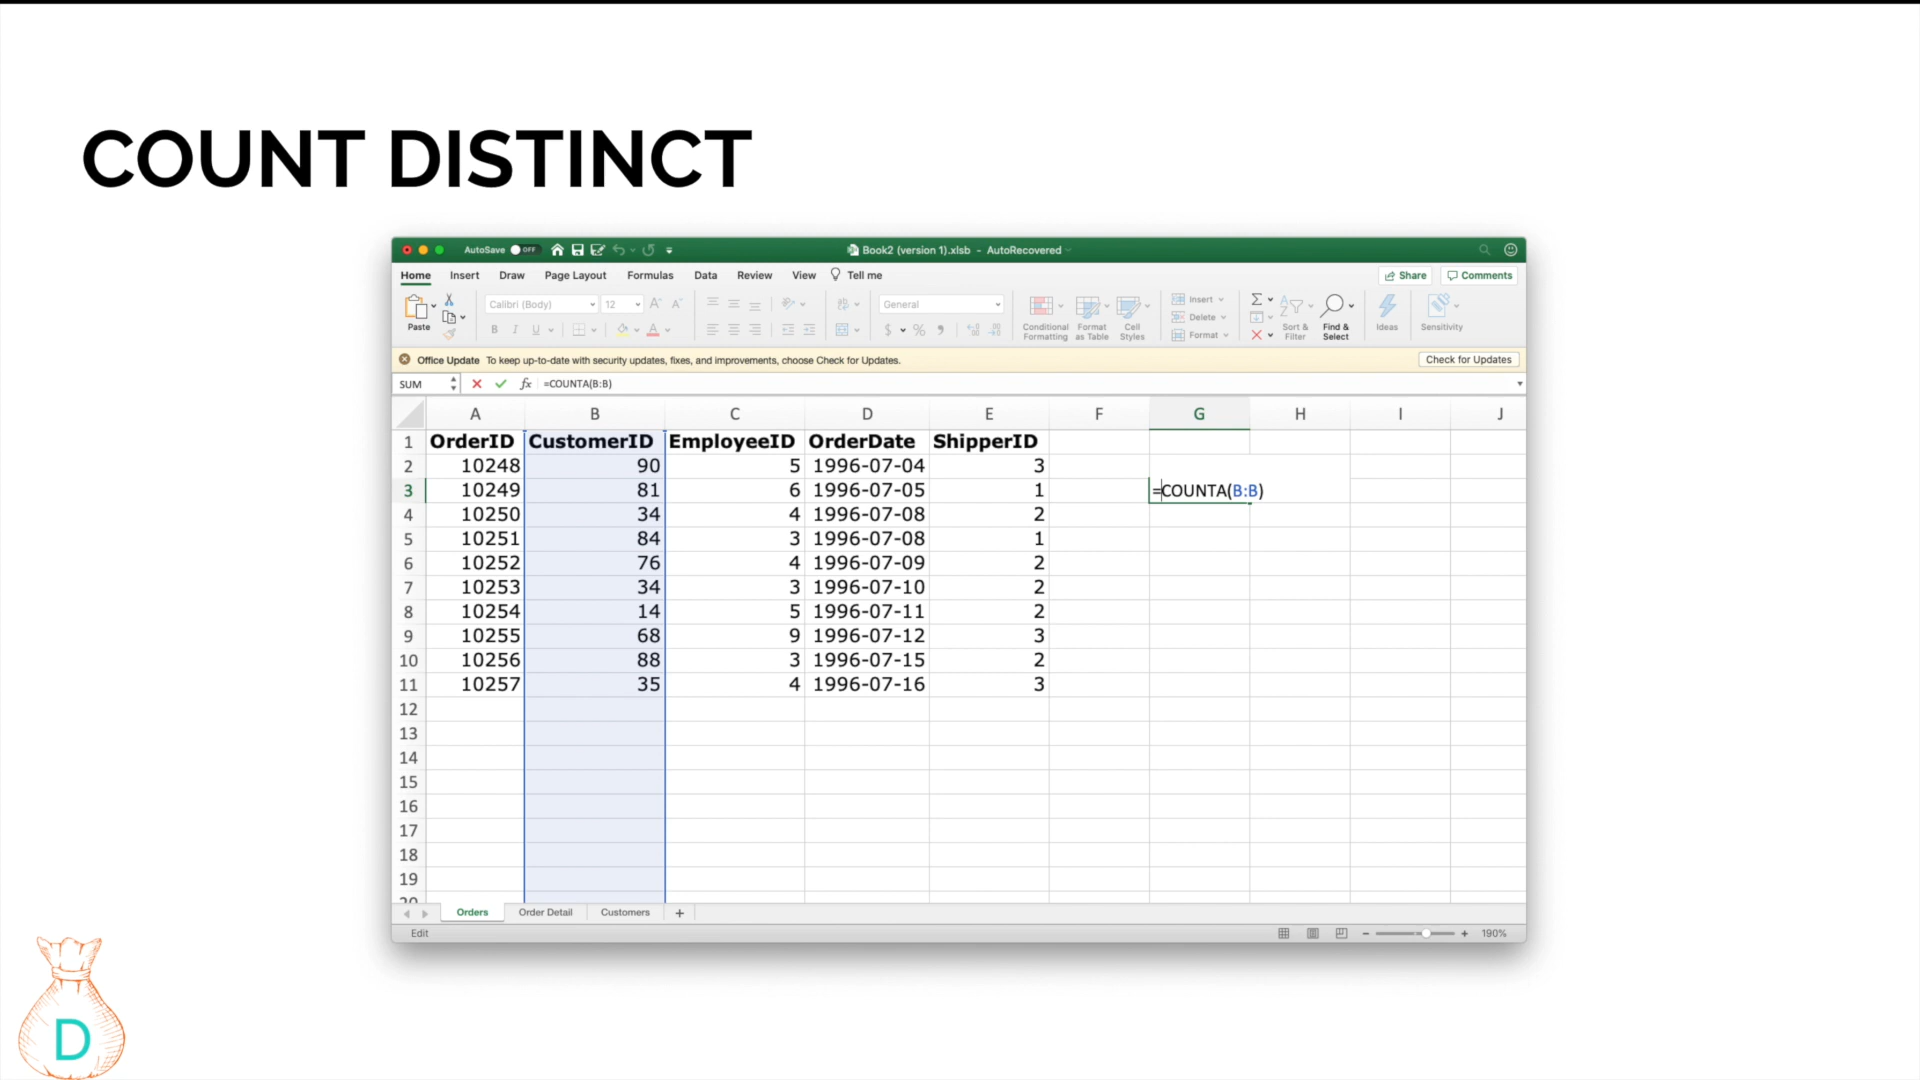 COUNT DISTINCT
AutoSave OFF Book2 (version 1).xlsb - AutoRecovered
Home Insert Draw Page Layout Formulas Data Review View Tell me Share Comments
Paste Calibri (Body) 12 A A General Conditional Formatting Format as Table Cell Styles Insert Delete Format Sort & Filter Find & Select Ideas Sensitivity
B I U A $ % 
Office Update To keep up-to-date with security updates, fixes, and improvements, choose Check for Updates. Check for Updates
SUM fx =COUNTA(B:B)
A B C D E F G H I J
1 OrderID CustomerID EmployeeID OrderDate ShipperID
2 10248 90 5 1996-07-04 3
3 10249 81 6 1996-07-05 1 =COUNTA(B:B)
4 10250 34 4 1996-07-08 2
5 10251 84 3 1996-07-08 1
6 10252 76 4 1996-07-09 2
7 10253 34 3 1996-07-10 2
8 10254 14 5 1996-07-11 2
9 10255 68 9 1996-07-12 3
10 10256 88 3 1996-07-15 2
11 10257 35 4 1996-07-16 3
12
13
14
15
16
17
18
19
20
Orders Order Detail Customers +
Edit - + 190%
D